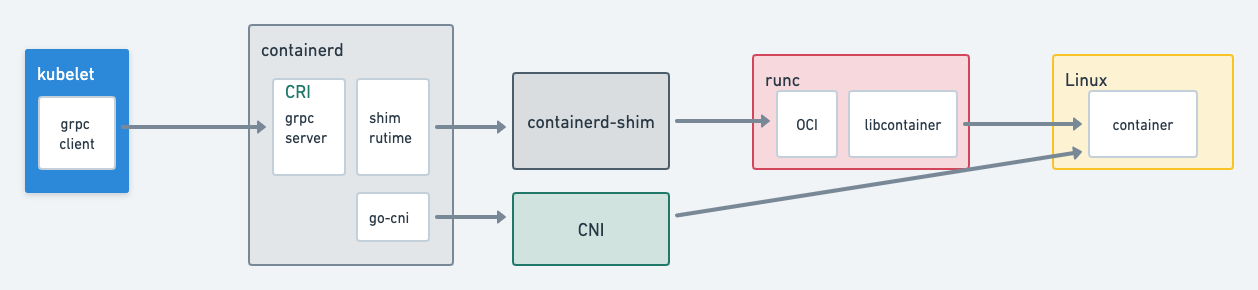 kubelet
grpc
client
containerd
CRI
grpc
server
shim
rutime
go-cni
containerd-shim
CNI
runc
OCI
libcontainer
Linux
container